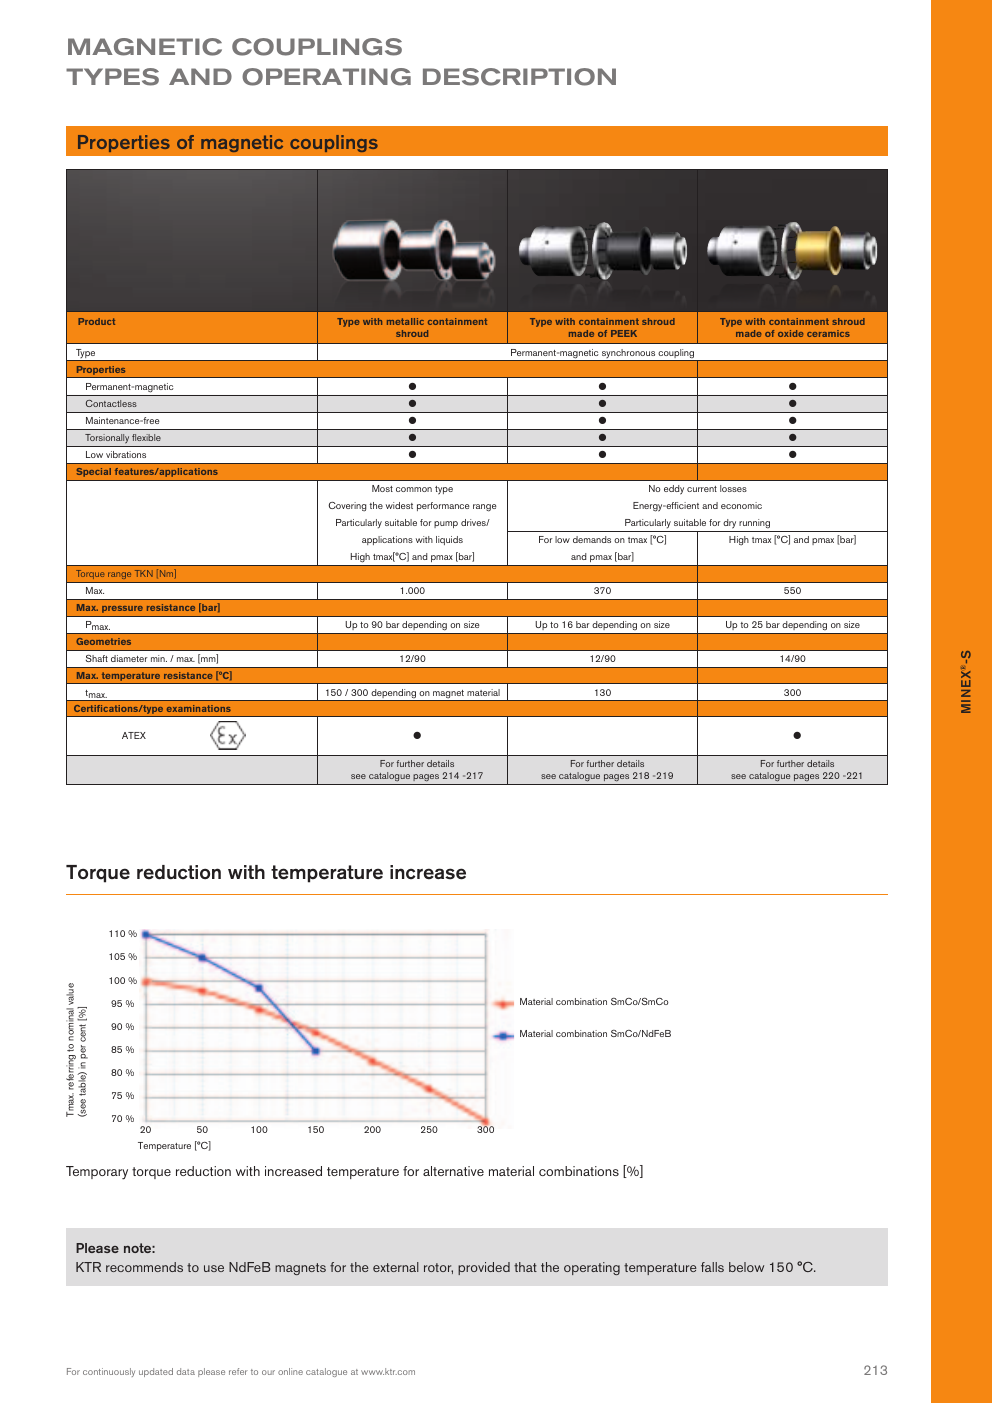 MAGNETIC COUPLINGS
TYPES AND OPERATING DESCRIPTION
Properties of magnetic couplings
Product
Type with metallic containment shroud
Type with containment shroud made of PEEK
Type with containment shroud made of oxide ceramics
Type
Permanent-magnetic synchronous coupling
Properties
Permanent-magnetic ● ● ●
Contactless ● ● ●
Maintenance-free ● ● ●
Torsionally flexible ● ● ●
Low vibrations ● ● ●
Special features/applications
Most common type
Covering the widest performance range
Particularly suitable for pump drives/
applications with liquids
High tmax[°C] and pmax [bar]
No eddy current losses
Energy-efficient and economic
Particularly suitable for dry running
For low demands on tmax [°C]
and pmax [bar]
High tmax [°C] and pmax [bar]
Torque range TKN [Nm]
Max. 1.000 370 550
Max. pressure resistance [bar]
Pmax. Up to 90 bar depending on size Up to 16 bar depending on size Up to 25 bar depending on size
Geometries
Shaft diameter min. / max. [mm] 12/90 12/90 14/90
Max. temperature resistance [°C]
tmax. 150 / 300 depending on magnet material 130 300
Certifications/type examinations
ATEX Ex ● ●
For further details
see catalogue pages 214 -217
For further details
see catalogue pages 218 -219
For further details
see catalogue pages 220 -221
MINEX®-S
Torque reduction with temperature increase
Tmax. referring to nominal value
(see table) in per cent [%]
110 %
105 %
100 %
95 %
90 %
85 %
80 %
75 %
70 %
20 50 100 150 200 250 300
Temperature [°C]
Material combination SmCo/SmCo
Material combination SmCo/NdFeB
Temporary torque reduction with increased temperature for alternative material combinations [%]
Please note:
KTR recommends to use NdFeB magnets for the external rotor, provided that the operating temperature falls below 150 °C.
For continuously updated data please refer to our online catalogue at www.ktr.com
213